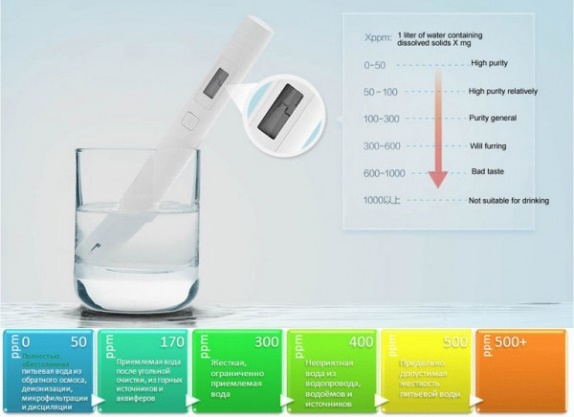 Xppm: 1 liter of water containing
dissolved solids X mg
0-50 High purity
50-100 High purity relatively
100-300 Purity general
300-600 Will furring
600-1000 Bad taste
1000以上 Not suitable for drinking
ppm 0 50
питьевая вода из
обратного осмоса,
деионизации,
микрофильтрации
и дисциляции
ppm 170
Приемлемая вода
после угольной
очистки, из горных
источников и
аквиферов
ppm 300
Жесткая,
ограниченно
приемлемая
вода
ppm 400
Неприятная
вода из
водопровода,
водоёмов и
источников
ppm 500
Предельно
допустимая
жесткость
питьевой воды
ppm 500+